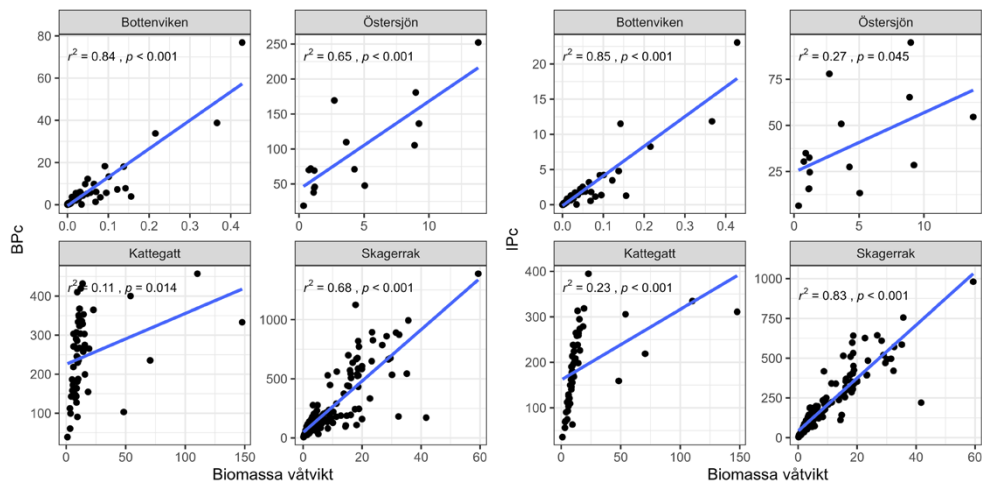 Bottenviken
Östersjön
r² = 0.84 , p < 0.001
r² = 0.65 , p < 0.001
80
60
40
20
0
250
200
150
100
50
0.0 0.1 0.2 0.3 0.4
0 5 10
BPc
Kattegatt
Skagerrak
r² = 0.11 , p = 0.014
r² = 0.68 , p < 0.001
400
300
200
100
1000
500
0
0 50 100 150
0 20 40 60
Biomassa våtvikt
Bottenviken
Östersjön
r² = 0.85 , p < 0.001
r² = 0.27 , p = 0.045
20
15
10
5
0
75
50
25
0.0 0.1 0.2 0.3 0.4
0 5 10
IPc
Kattegatt
Skagerrak
r² = 0.23 , p < 0.001
r² = 0.83 , p < 0.001
400
300
200
100
0
1000
750
500
250
0
0 50 100 150
0 20 40 60
Biomassa våtvikt